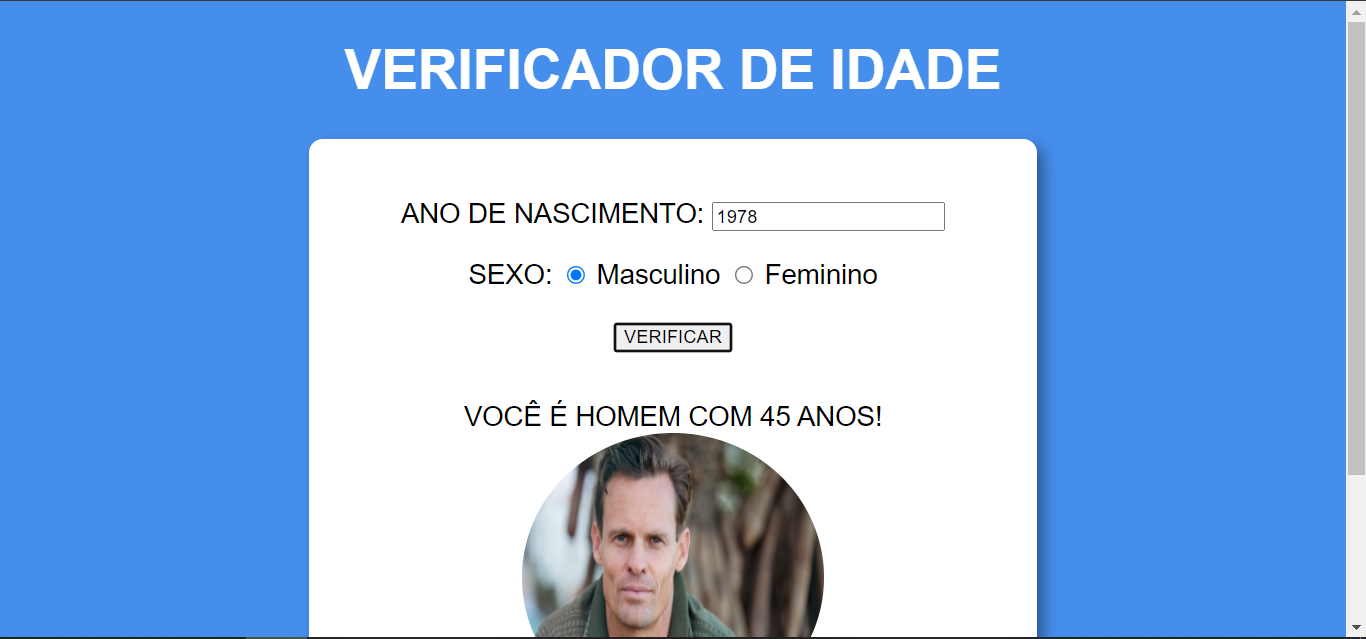 VERIFICADOR DE IDADE
ANO DE NASCIMENTO: 1978
SEXO: Masculino Feminino
VERIFICAR
VOCÊ É HOMEM COM 45 ANOS!